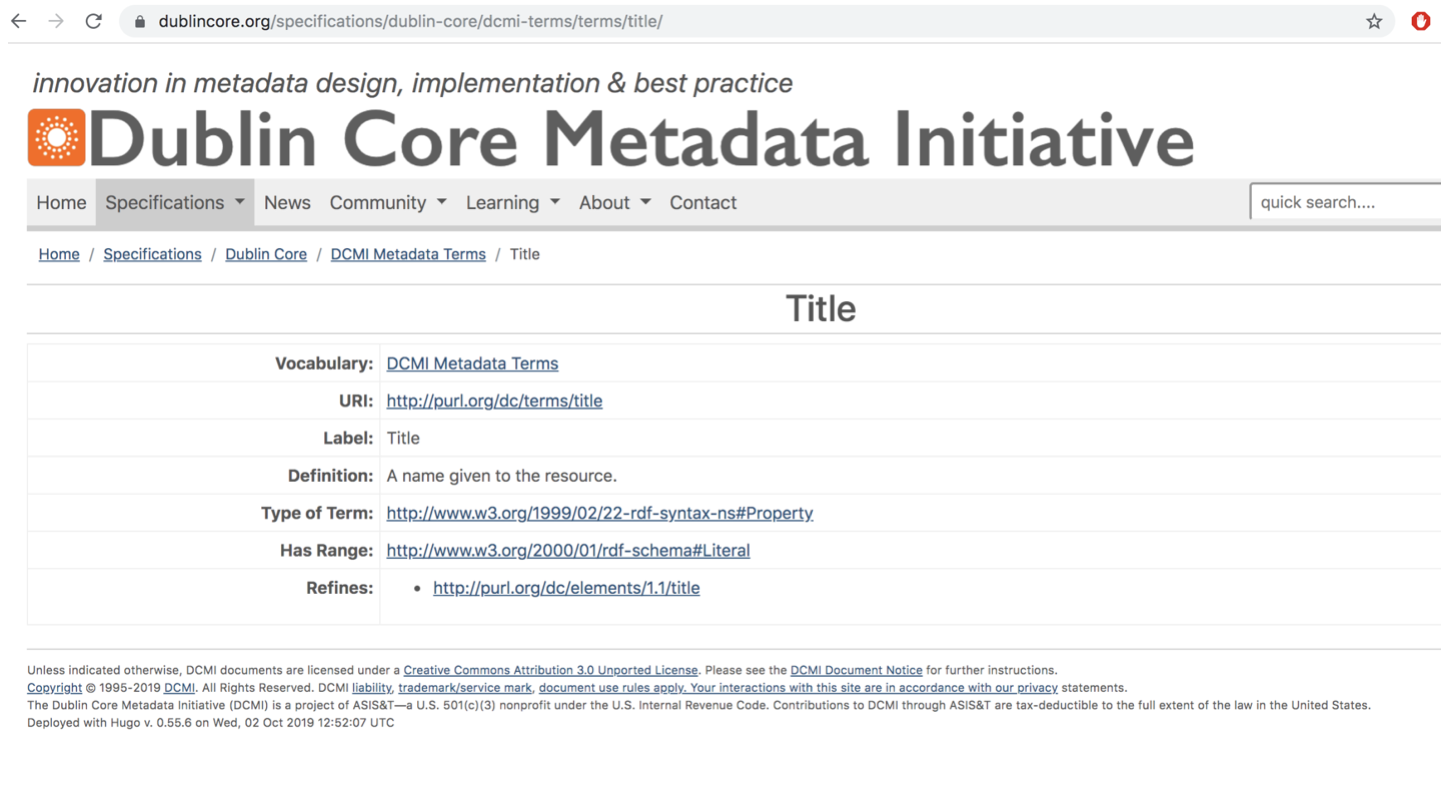 dublincore.org/specifications/dublin-core/dcmi-terms/terms/title/
innovation in metadata design, implementation & best practice
Dublin Core Metadata Initiative
Home Specifications News Community Learning About Contact quick search....
Home / Specifications / Dublin Core / DCMI Metadata Terms / Title
Title
Vocabulary: DCMI Metadata Terms
URI: http://purl.org/dc/terms/title
Label: Title
Definition: A name given to the resource.
Type of Term: http://www.w3.org/1999/02/22-rdf-syntax-ns#Property
Has Range: http://www.w3.org/2000/01/rdf-schema#Literal
Refines: • http://purl.org/dc/elements/1.1/title
Unless indicated otherwise, DCMI documents are licensed under a Creative Commons Attribution 3.0 Unported License. Please see the DCMI Document Notice for further instructions.
Copyright © 1995-2019 DCMI. All Rights Reserved. DCMI liability, trademark/service mark, document use rules apply. Your interactions with this site are in accordance with our privacy statements.
The Dublin Core Metadata Initiative (DCMI) is a project of ASIS&T—a U.S. 501(c)(3) nonprofit under the U.S. Internal Revenue Code. Contributions to DCMI through ASIS&T are tax-deductible to the full extent of the law in the United States.
Deployed with Hugo v. 0.55.6 on Wed, 02 Oct 2019 12:52:07 UTC